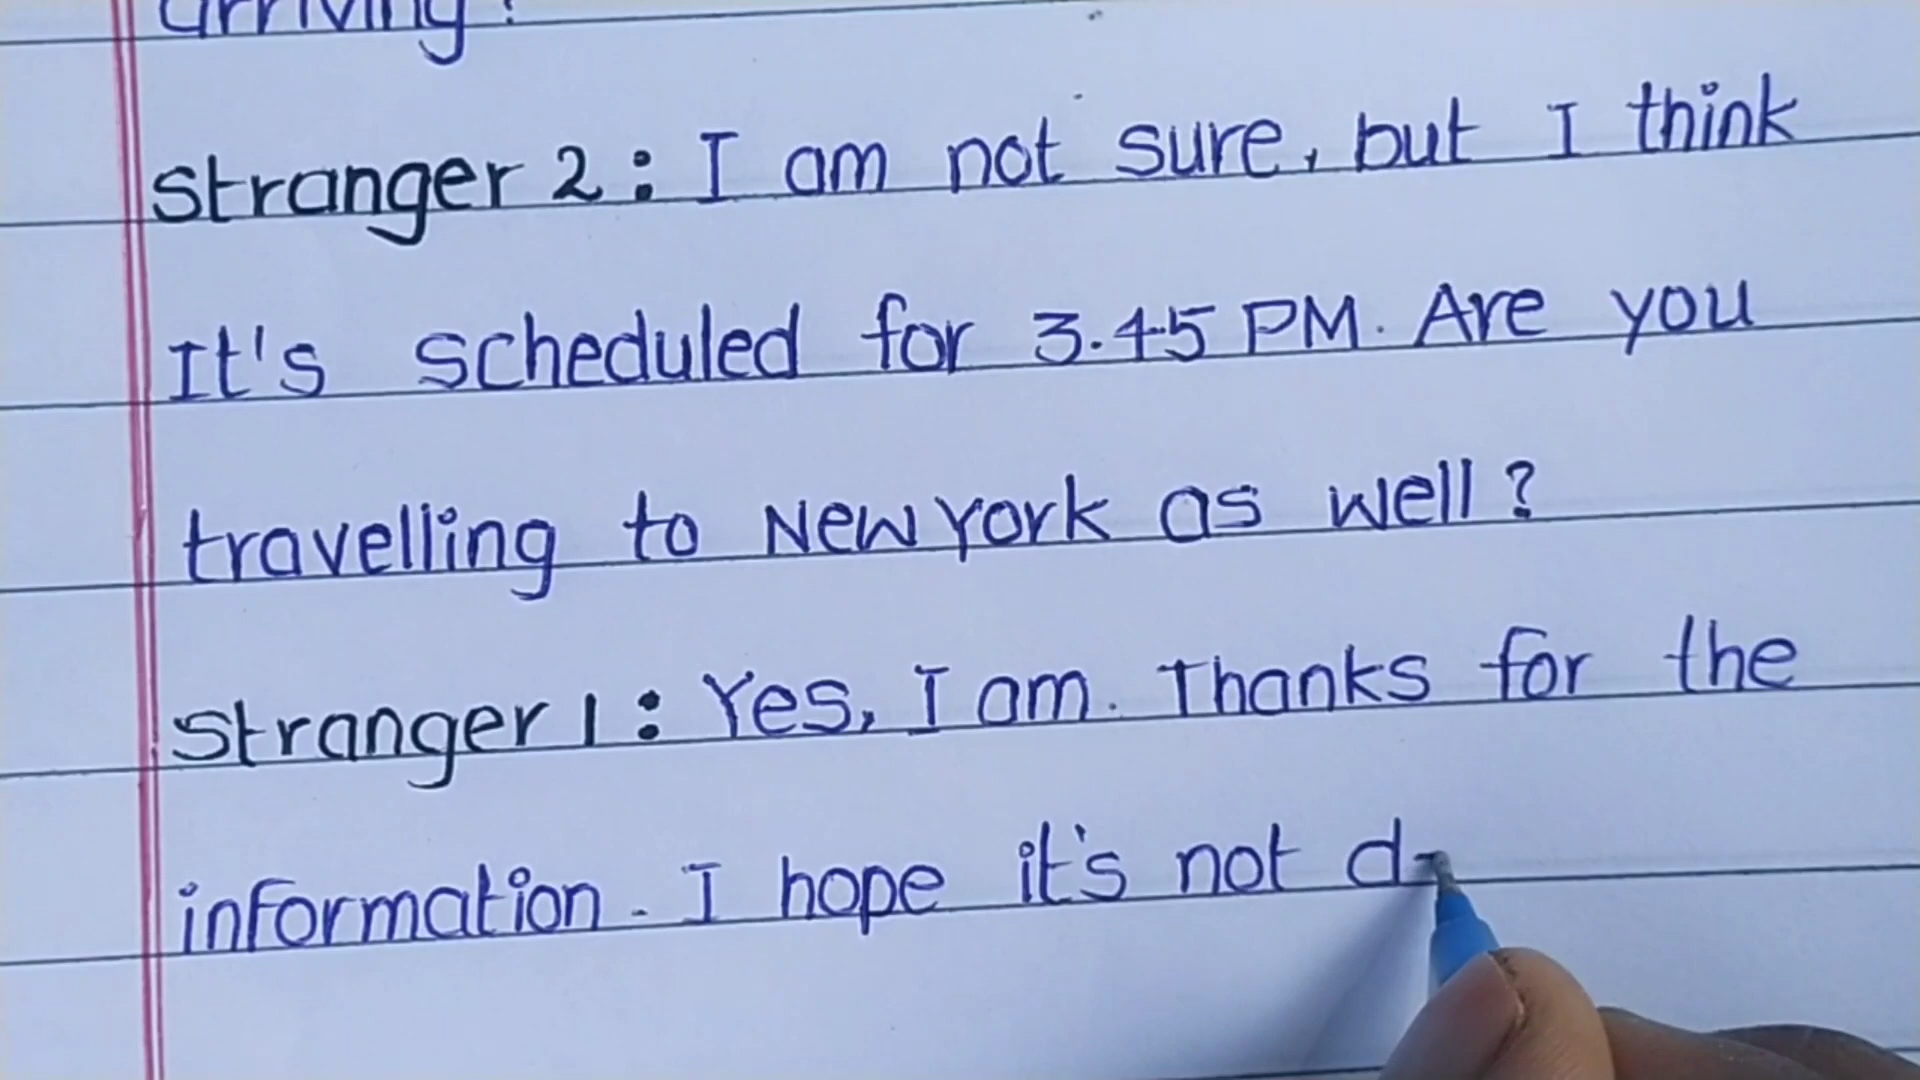 arriving?
Stranger 2: I am not sure, but I think
It's scheduled for 3.45 PM. Are you
travelling to New York as well?
Stranger 1: Yes, I am. Thanks for the
information. I hope it's not d